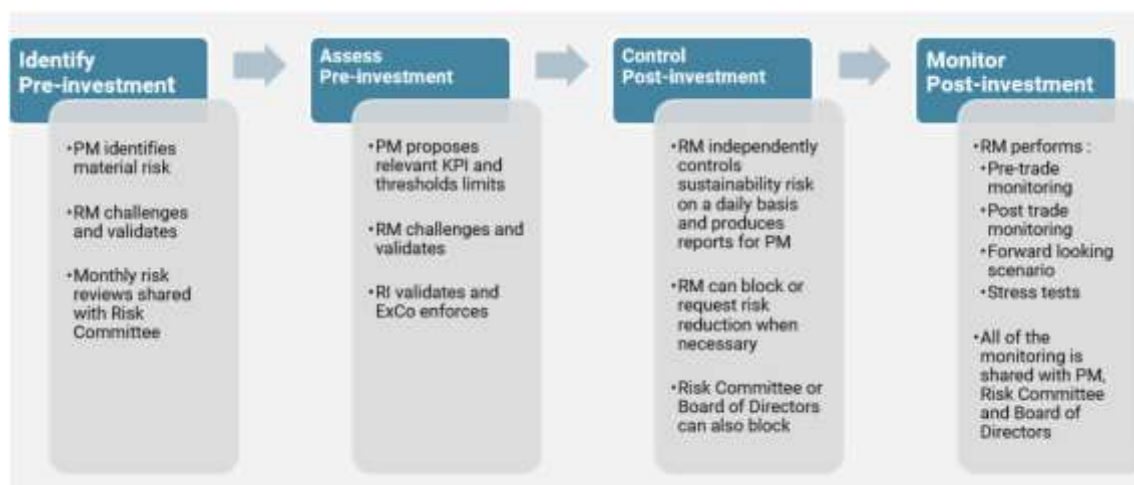 Identify
Pre-investment
•PM identifies
material risk
•RM challenges
and validates
•Monthly risk
reviews shared
with Risk
Committee
Assess
Pre-investment
•PM proposes
relevant KPI and
thresholds limits
•RM challenges and
validates
•RI validates and
ExCo enforces
Control
Post-investment
•RM independently
controls
sustainability risk
on a daily basis
and produces
reports for PM
•RM can block or
request risk
reduction when
necessary
•Risk Committee or
Board of Directors
can also block
Monitor
Post-investment
•RM performs :
•Pre-trade
monitoring
•Post trade
monitoring
•Forward looking
scenario
•Stress tests
•All of the
monitoring is
shared with PM,
Risk Committee
and Board of
Directors